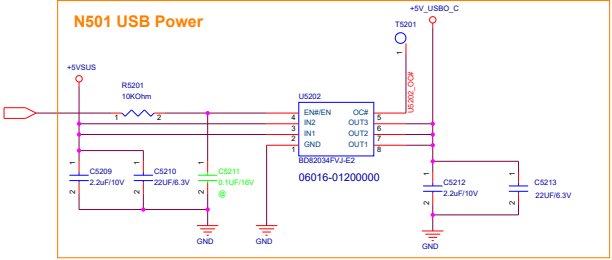 N501 USB Power
+5V_USBO_C
T5201
1
+5VSUS
R5201
10KOhm
1 2
U5202
U5202_OC#
EN#/EN OC#
4 5
IN2 OUT3
3 6
IN1 OUT2
2 7
GND OUT1
1 8
BD82034FVJ-E2
06016-01200000
1
C5209
2.2uF/10V
2
1
C5210
22UF/6.3V
2
1
C5211
0.1UF/16V
@
2
1
C5212
2.2uF/10V
2
1
C5213
22UF/6.3V
2
GND
GND
GND